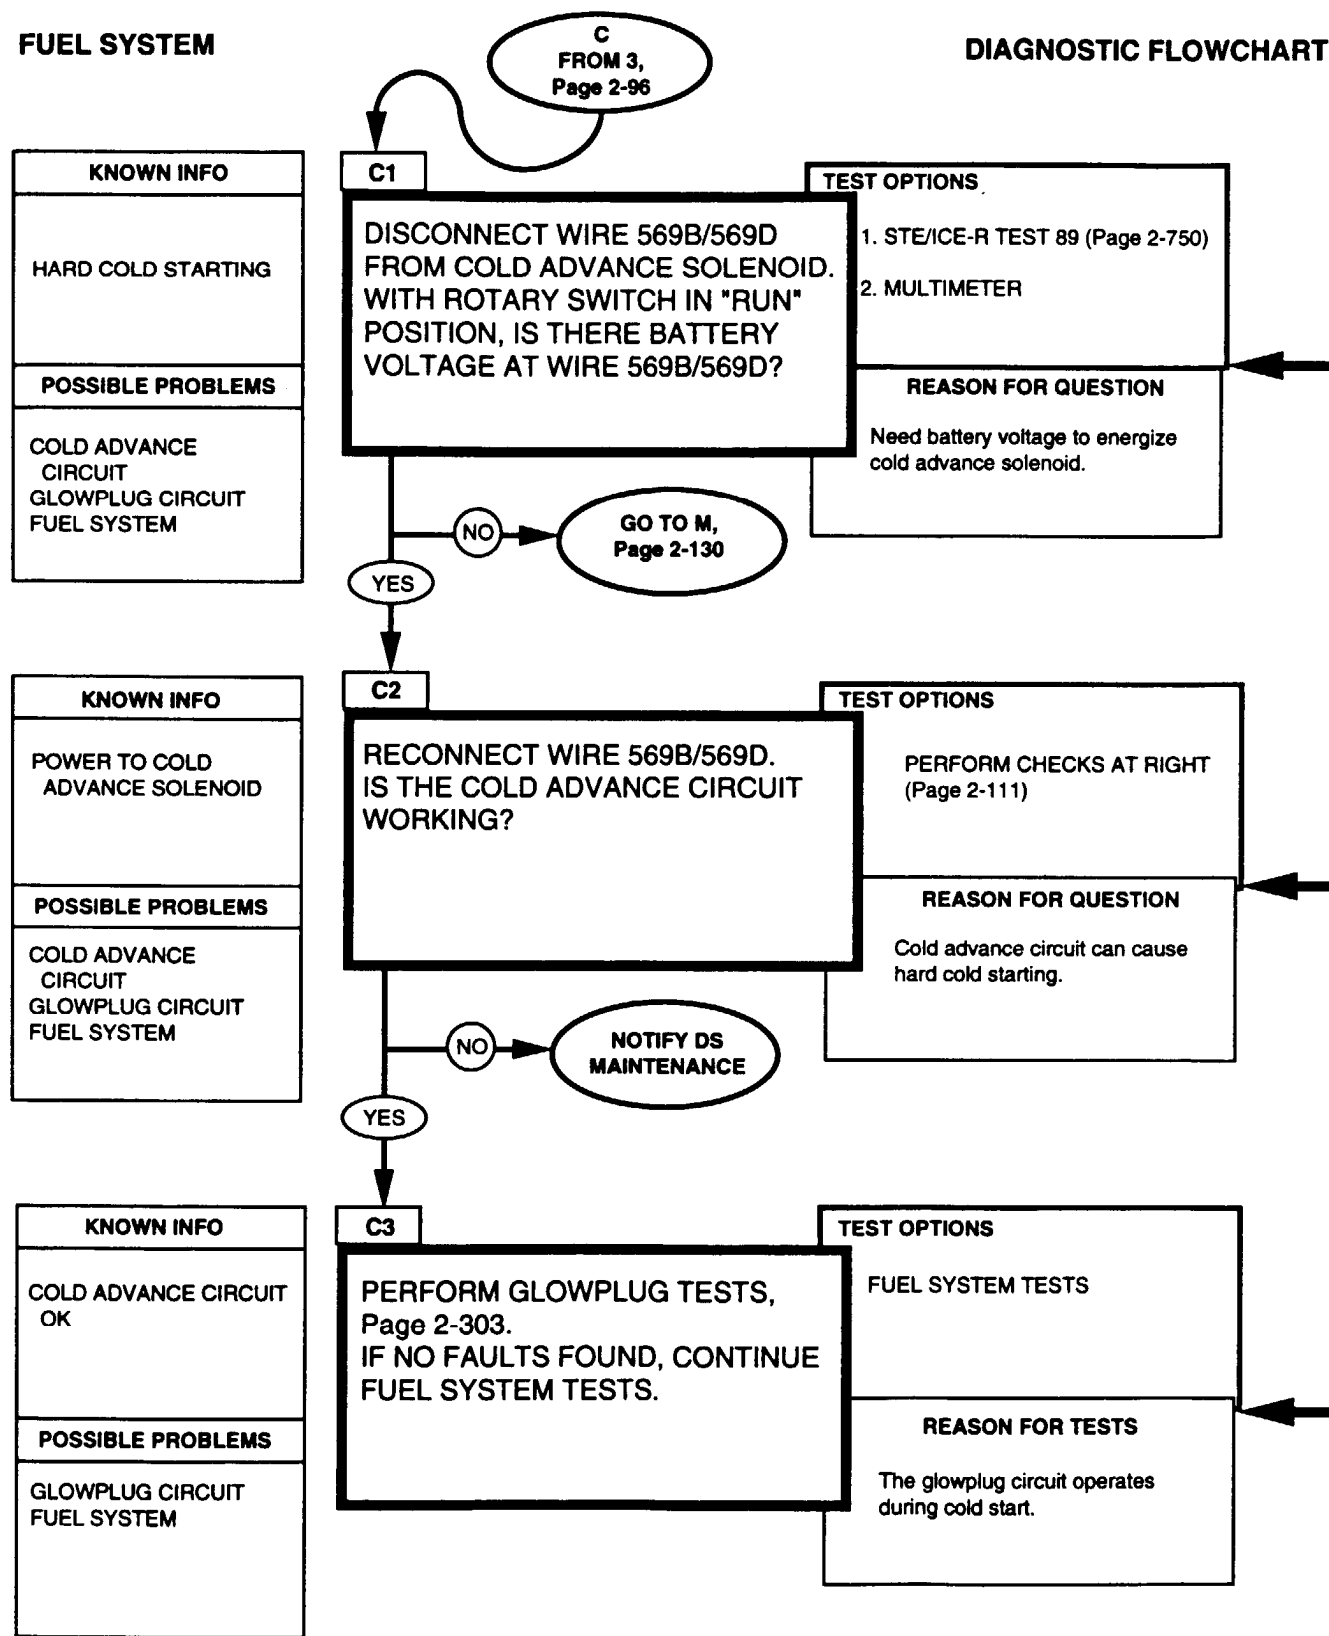 FUEL SYSTEM
C
FROM 3,
Page 2-96
DIAGNOSTIC FLOWCHART
KNOWN INFO
HARD COLD STARTING
POSSIBLE PROBLEMS
COLD ADVANCE
CIRCUIT
GLOWPLUG CIRCUIT
FUEL SYSTEM
C1
DISCONNECT WIRE 569B/569D
FROM COLD ADVANCE SOLENOID.
WITH ROTARY SWITCH IN "RUN"
POSITION, IS THERE BATTERY
VOLTAGE AT WIRE 569B/569D?
TEST OPTIONS
1. STE/ICE-R TEST 89 (Page 2-750)
2. MULTIMETER
REASON FOR QUESTION
Need battery voltage to energize
cold advance solenoid.
NO
GO TO M,
Page 2-130
YES
KNOWN INFO
POWER TO COLD
ADVANCE SOLENOID
POSSIBLE PROBLEMS
COLD ADVANCE
CIRCUIT
GLOWPLUG CIRCUIT
FUEL SYSTEM
C2
RECONNECT WIRE 569B/569D.
IS THE COLD ADVANCE CIRCUIT
WORKING?
TEST OPTIONS
PERFORM CHECKS AT RIGHT
(Page 2-111)
REASON FOR QUESTION
Cold advance circuit can cause
hard cold starting.
NO
NOTIFY DS
MAINTENANCE
YES
KNOWN INFO
COLD ADVANCE CIRCUIT
OK
POSSIBLE PROBLEMS
GLOWPLUG CIRCUIT
FUEL SYSTEM
C3
PERFORM GLOWPLUG TESTS,
Page 2-303.
IF NO FAULTS FOUND, CONTINUE
FUEL SYSTEM TESTS.
TEST OPTIONS
FUEL SYSTEM TESTS
REASON FOR TESTS
The glowplug circuit operates
during cold start.